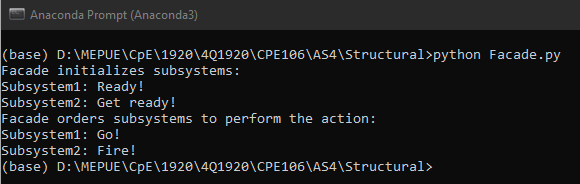 Anaconda Prompt (Anaconda3)
(base) D:\MEPUE\CpE\1920\4Q1920\CPE106\AS4\Structural>python Facade.py
Facade initializes subsystems:
Subsystem1: Ready!
Subsystem2: Get ready!
Facade orders subsystems to perform the action:
Subsystem1: Go!
Subsystem2: Fire!
(base) D:\MEPUE\CpE\1920\4Q1920\CPE106\AS4\Structural>